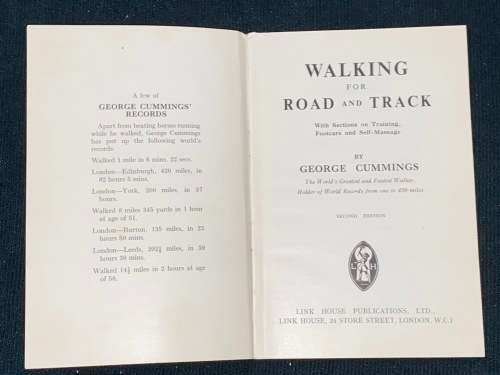 A few of
GEORGE CUMMINGS'
RECORDS
Apart from beating horses running
while he walked, George Cummings
has put up the following world's
records.
Walked 1 mile in 6 mins. 22 secs.
London—Edinburgh, 420 miles, in
82 hours 5 mins.
London—York, 200 miles, in 37
hours.
Walked 8 miles 345 yards in 1 hour
at age of 51.
London—Burton, 135 miles, in 23
hours 50 mins.
London—Leeds, 202¼ miles, in 39
hours 30 mins.
Walked 14¾ miles in 2 hours at age
of 50.
WALKING
FOR
ROAD AND TRACK
With Sections on Training,
Footcare and Self-Massage
BY
GEORGE CUMMINGS
The World's Greatest and Fastest Walker,
Holder of World Records from one to 420 miles
SECOND EDITION
L H
LINK HOUSE PUBLICATIONS, LTD.,
LINK HOUSE, 24 STORE STREET, LONDON, W.C.1